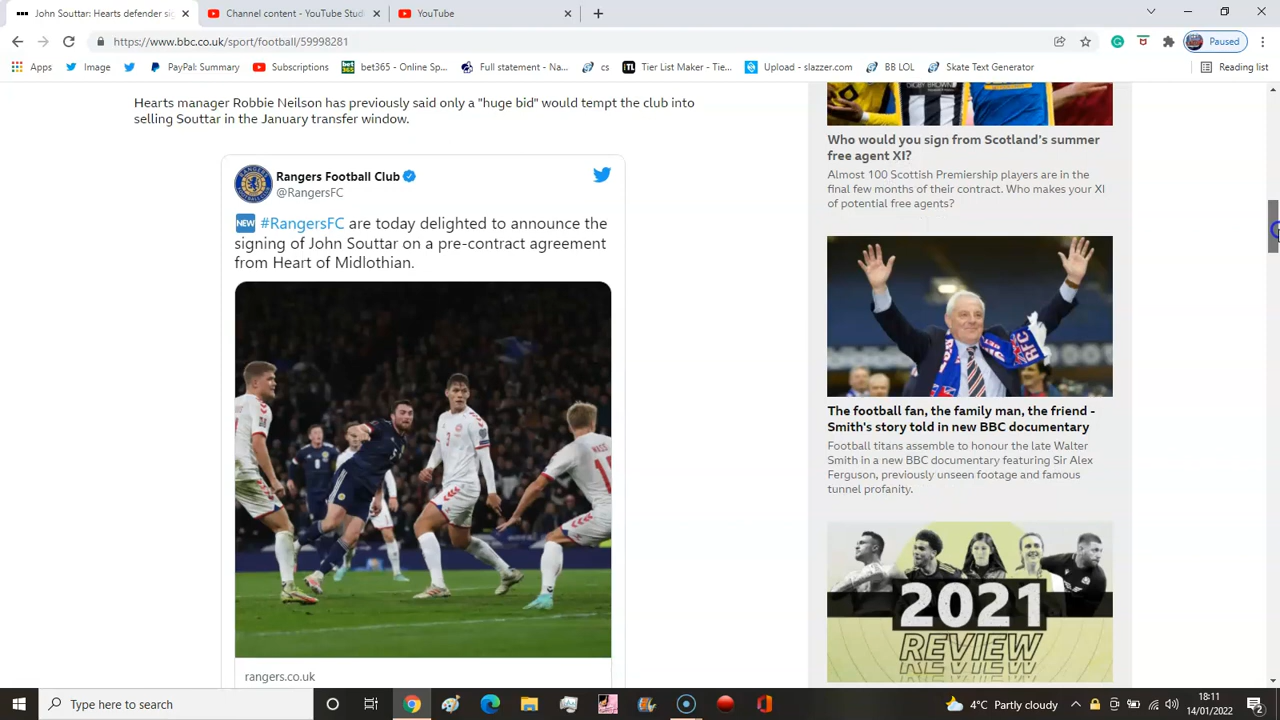 John Souttar: Hearts defender si
Channel content - YouTube Stud
YouTube
https://www.bbc.co.uk/sport/football/59998281
Paused
Apps
Image
PayPal: Summary
Subscriptions
bet365 - Online Sp...
Full statement - Na...
cs
Tier List Maker - Tie...
Upload - slazzer.com
BB LOL
Skate Text Generator
Reading list
Hearts manager Robbie Neilson has previously said only a "huge bid" would tempt the club into
selling Souttar in the January transfer window.
Rangers Football Club
@RangersFC
NEW #RangersFC are today delighted to announce the
signing of John Souttar on a pre-contract agreement
from Heart of Midlothian.
rangers.co.uk
Who would you sign from Scotland's summer
free agent XI?
Almost 100 Scottish Premiership players are in the
final few months of their contract. Who makes your XI
of potential free agents?
RFC
The football fan, the family man, the friend -
Smith's story told in new BBC documentary
Football titans assemble to honour the late Walter
Smith in a new BBC documentary featuring Sir Alex
Ferguson, previously unseen footage and famous
tunnel profanity.
2021
REVIEW
REVIEW
Type here to search
4°C Partly cloudy
18:11
14/01/2022
2